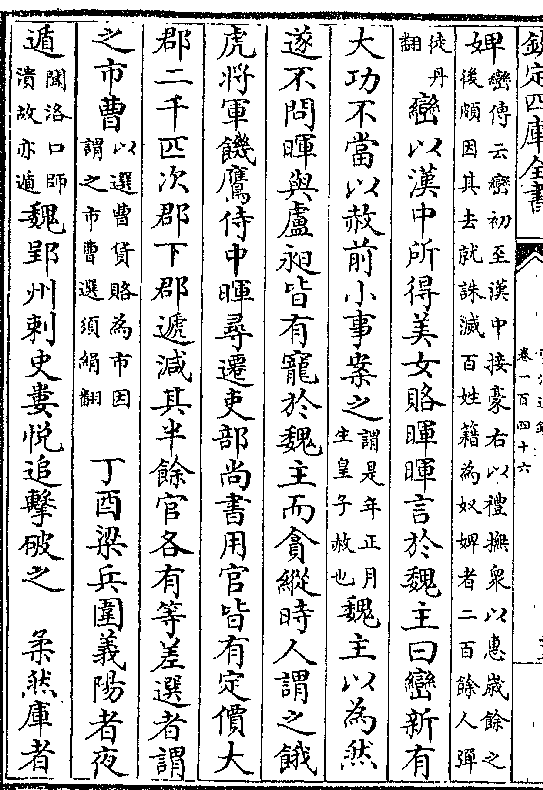 欽定四庫全書
卷一百四十六
婢
巒傳云巒初至漢中接豪右以禮撫衆以惠歲餘之
後頗因其去就誅滅百姓籍為奴婢者二百餘人彈
徒丹
翻
巒以漢中所得美女賂暉暉言於魏主曰巒新有
大功不當以赦前小事案之
謂是年正月
主皇子赦也
魏主以為然
遂不問暉與盧昶皆有寵於魏主而貪縱時人謂之餓
虎將軍饑鷹侍中暉尋遷吏部尚書用官皆有定價大
郡二千匹次郡下郡遞減其半餘官各有等差選者謂
之市曹
以選曹貨賂為市因
謂之市曹選須絹翻
丁酉梁兵圍義陽者夜
遁
聞洛口師
潰故亦遁
魏郢州刺史婁悅追擊破之 柔然庫者